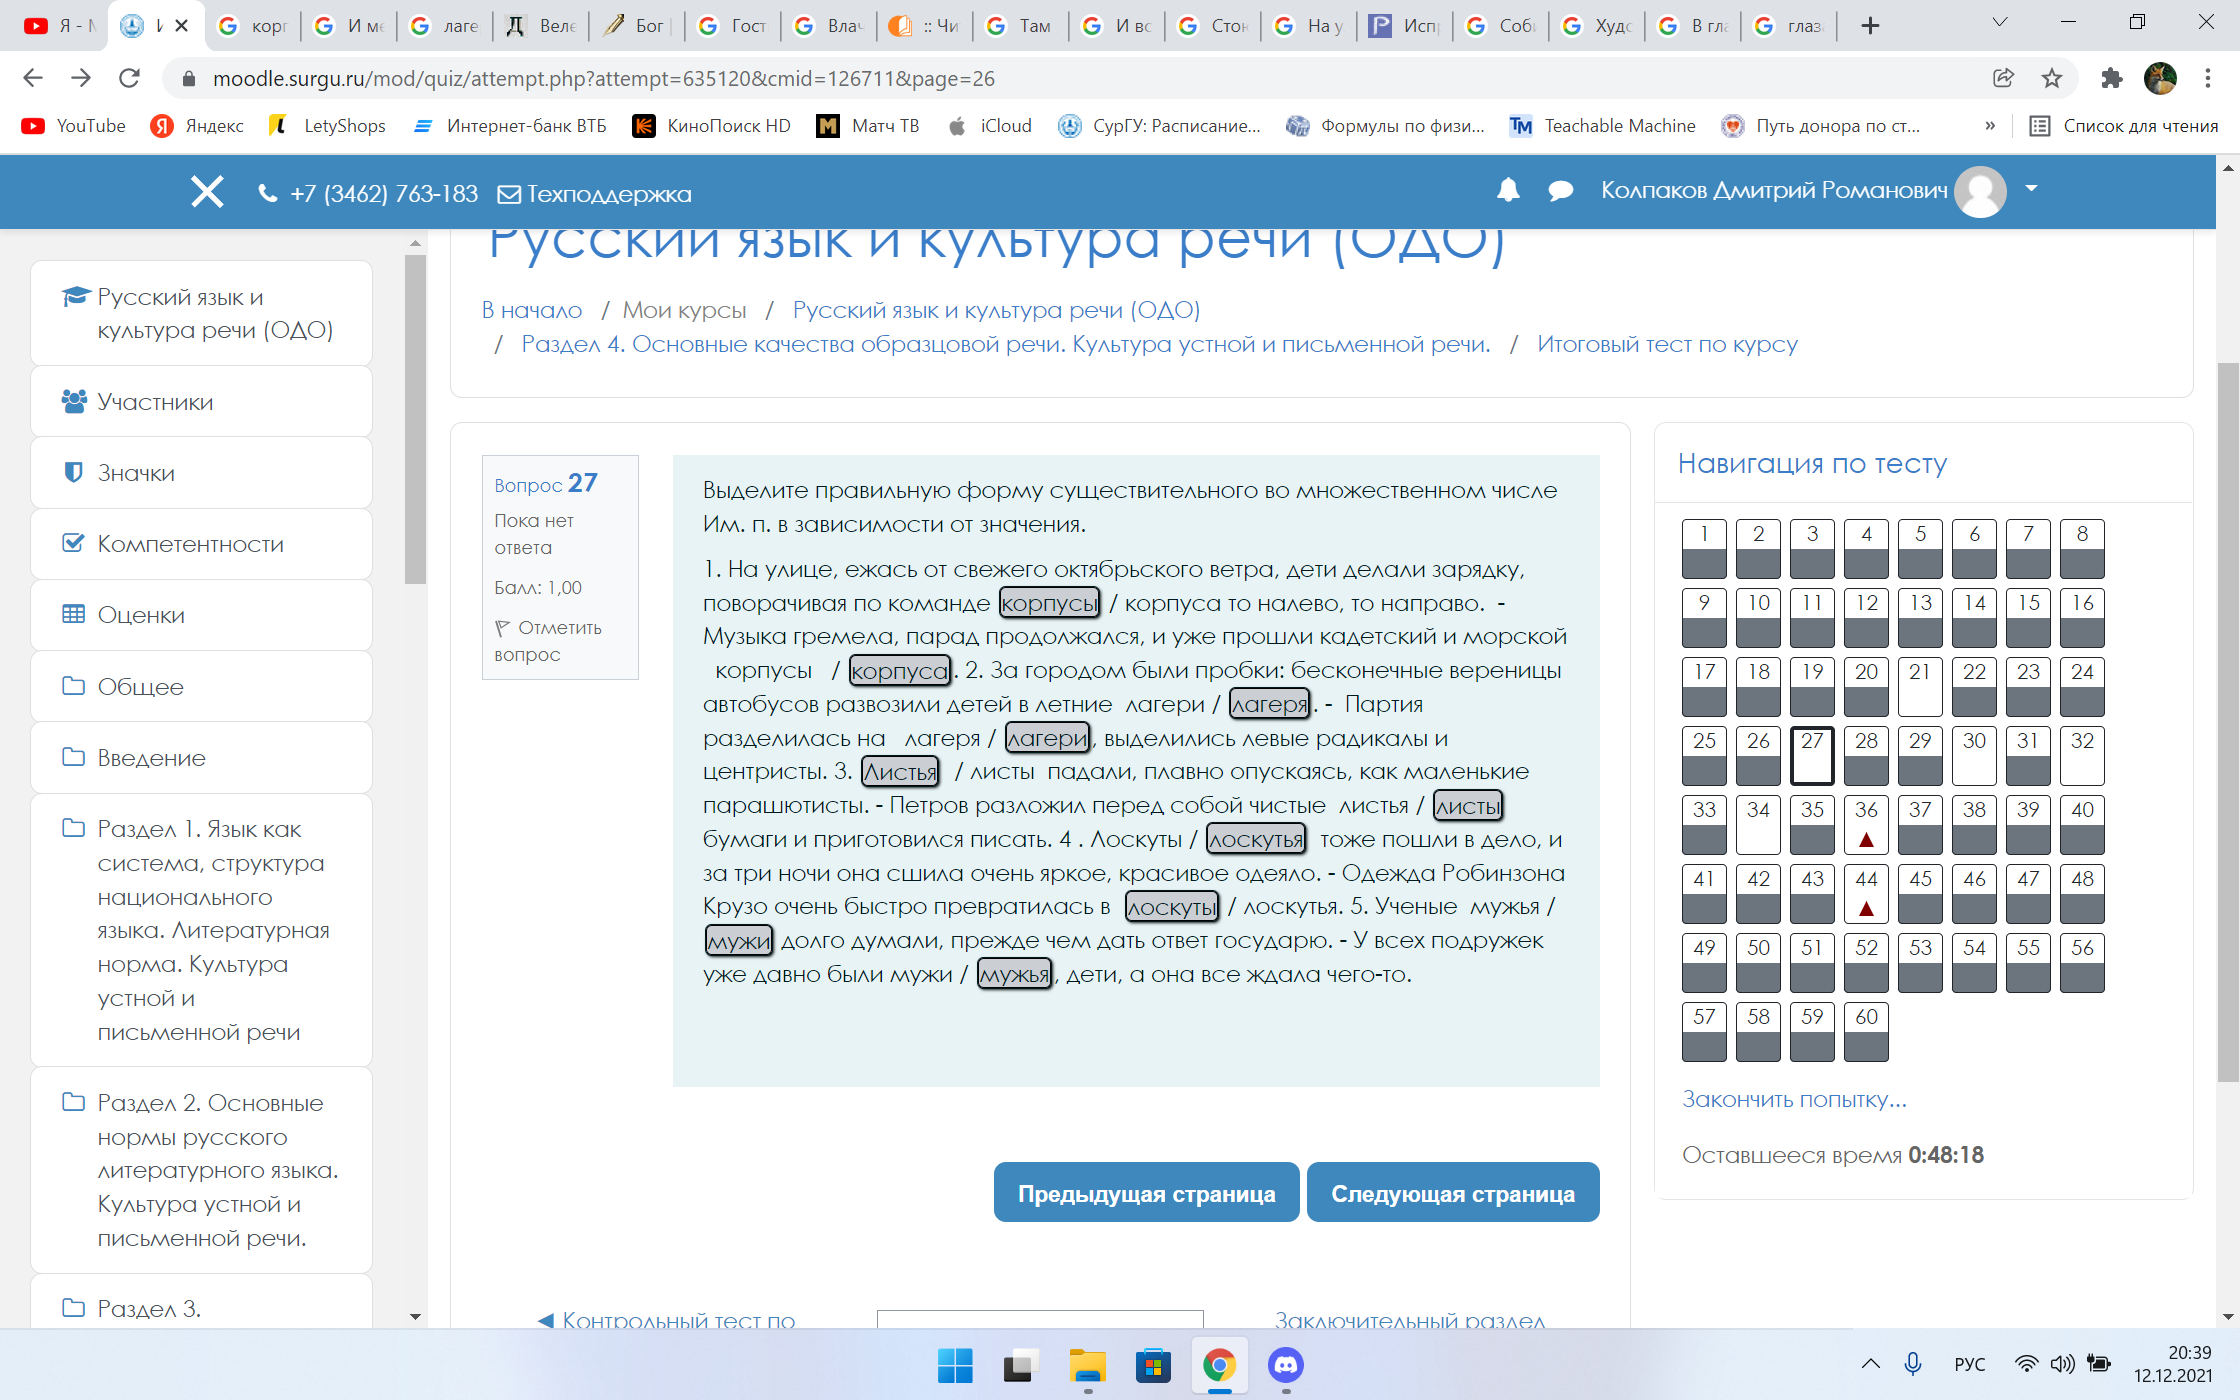 Я - М
И
корп
И ме
лаге
Веле
Бог |
Гост
Влач
:: Чи
Там
И вс
Сток
На у
Испр
Соби
Худо
В гла
глаза
moodle.surgu.ru/mod/quiz/attempt.php?attempt=635120&cmid=126711&page=26
YouTube
Яндекс
LetyShops
Интернет-банк ВТБ
КиноПоиск HD
Матч ТВ
iCloud
СурГУ: Расписание...
Формулы по физи...
Teachable Machine
Путь донора по ст...
»
Список для чтения
+7 (3462) 763-183
Техподдержка
Колпаков Дмитрий Романович
Русский язык и культура речи (ОДО)
В начало / Мои курсы / Русский язык и культура речи (ОДО)
/ Раздел 4. Основные качества образцовой речи. Культура устной и письменной речи. / Итоговый тест по курсу
Русский язык и
культура речи (ОДО)
Участники
Значки
Компетентности
Оценки
Общее
Введение
Раздел 1. Язык как
система, структура
национального
языка. Литературная
норма. Культура
устной и
письменной речи
Раздел 2. Основные
нормы русского
литературного языка.
Культура устной и
письменной речи.
Раздел 3.
Вопрос 27
Пока нет
ответа
Балл: 1,00
Отметить
вопрос
Выделите правильную форму существительного во множественном числе
Им. п. в зависимости от значения.
1. На улице, ежась от свежего октябрьского ветра, дети делали зарядку,
поворачивая по команде корпусы / корпуса то налево, то направо. -
Музыка гремела, парад продолжался, и уже прошли кадетский и морской
корпусы / корпуса. 2. За городом были пробки: бесконечные вереницы
автобусов развозили детей в летние лагери / лагеря. - Партия
разделилась на лагеря / лагери, выделились левые радикалы и
центристы. 3. Листья / листы падали, плавно опускаясь, как маленькие
парашютисты. - Петров разложил перед собой чистые листья / листы
бумаги и приготовился писать. 4 . Лоскуты / лоскутья тоже пошли в дело, и
за три ночи она сшила очень яркое, красивое одеяло. - Одежда Робинзона
Крузо очень быстро превратилась в лоскуты / лоскутья. 5. Ученые мужья /
мужи долго думали, прежде чем дать ответ государю. - У всех подружек
уже давно были мужи / мужья, дети, а она все ждала чего-то.
Предыдущая страница
Следующая страница
◄ Контрольный тест по
Заключительный раздел
Навигация по тесту
1 2 3 4 5 6 7 8
9 10 11 12 13 14 15 16
17 18 19 20 21 22 23 24
25 26 27 28 29 30 31 32
33 34 35 36 37 38 39 40
41 42 43 44 45 46 47 48
49 50 51 52 53 54 55 56
57 58 59 60
Закончить попытку...
Оставшееся время 0:48:18
РУС
20:39
12.12.2021